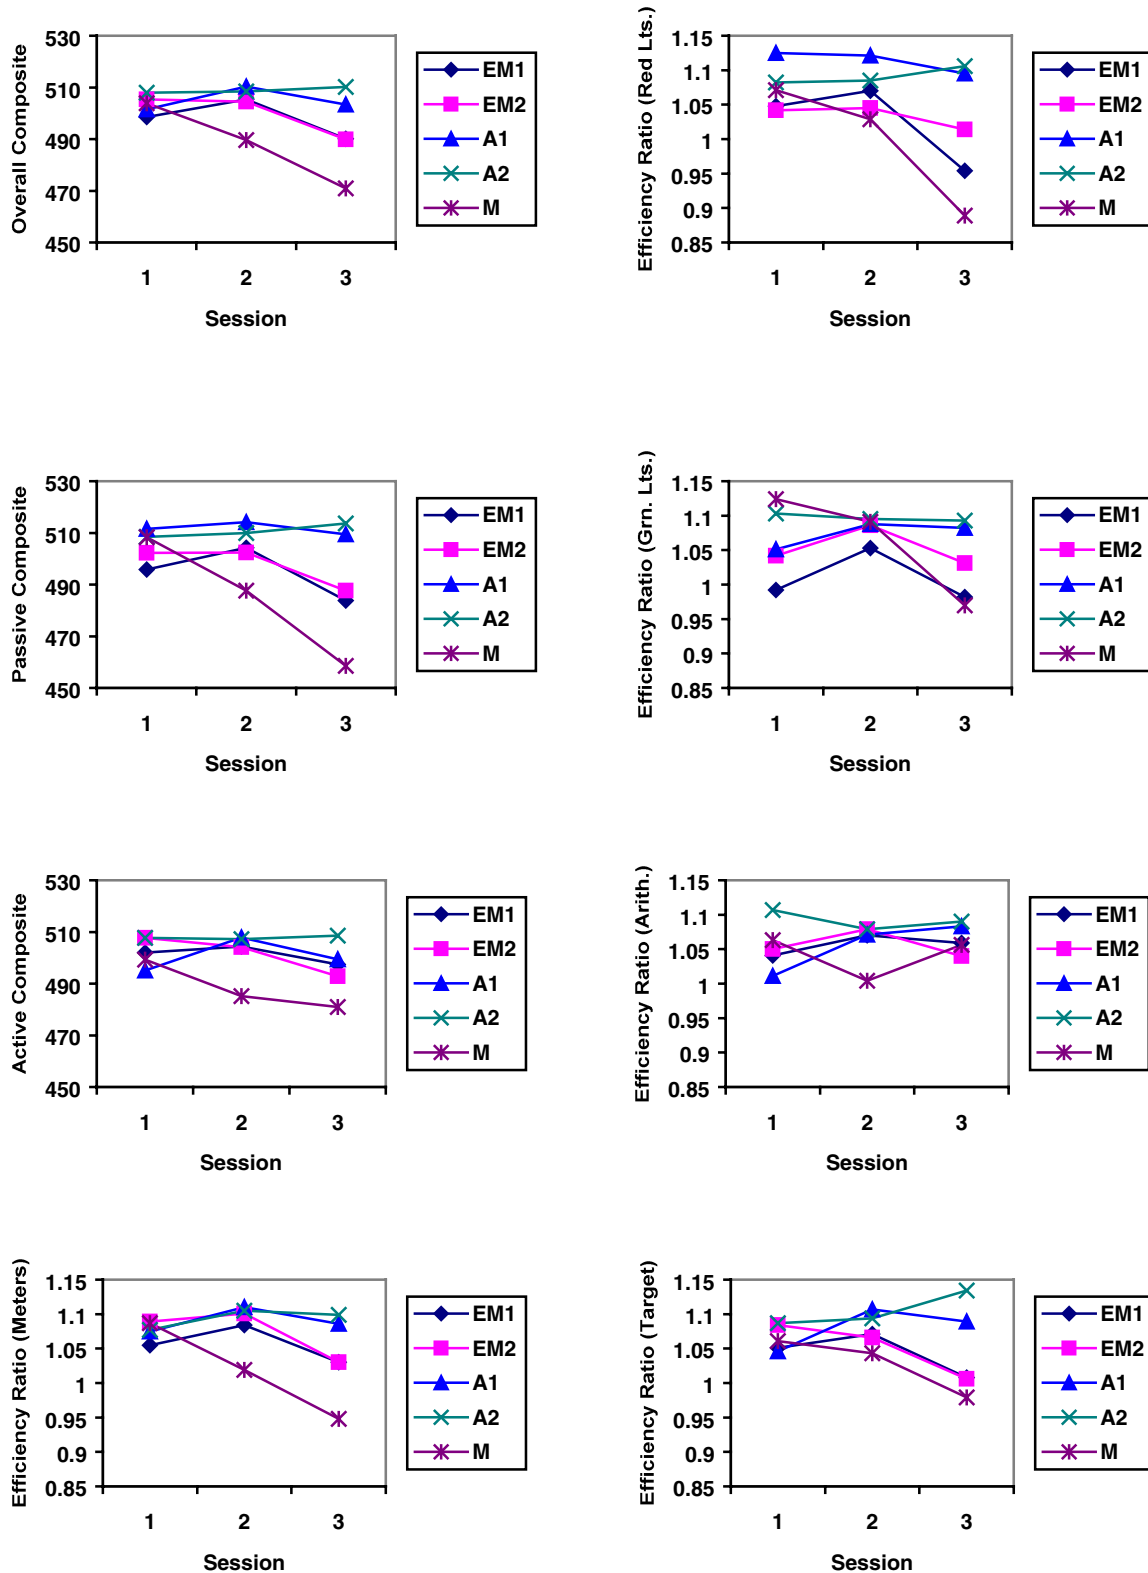 Overall Composite
530
510
490
470
450
1 2 3
Session
EM1
EM2
A1
A2
M
Efficiency Ratio (Red Lts.)
1.15
1.1
1.05
1
0.95
0.9
0.85
1 2 3
Session
EM1
EM2
A1
A2
M
Passive Composite
530
510
490
470
450
1 2 3
Session
EM1
EM2
A1
A2
M
Efficiency Ratio (Grn. Lts.)
1.15
1.1
1.05
1
0.95
0.9
0.85
1 2 3
Session
EM1
EM2
A1
A2
M
Active Composite
530
510
490
470
450
1 2 3
Session
EM1
EM2
A1
A2
M
Efficiency Ratio (Arith.)
1.15
1.1
1.05
1
0.95
0.9
0.85
1 2 3
Session
EM1
EM2
A1
A2
M
Efficiency Ratio (Meters)
1.15
1.1
1.05
1
0.95
0.9
0.85
1 2 3
Session
EM1
EM2
A1
A2
M
Efficiency Ratio (Target)
1.15
1.1
1.05
1
0.95
0.9
0.85
1 2 3
Session
EM1
EM2
A1
A2
M